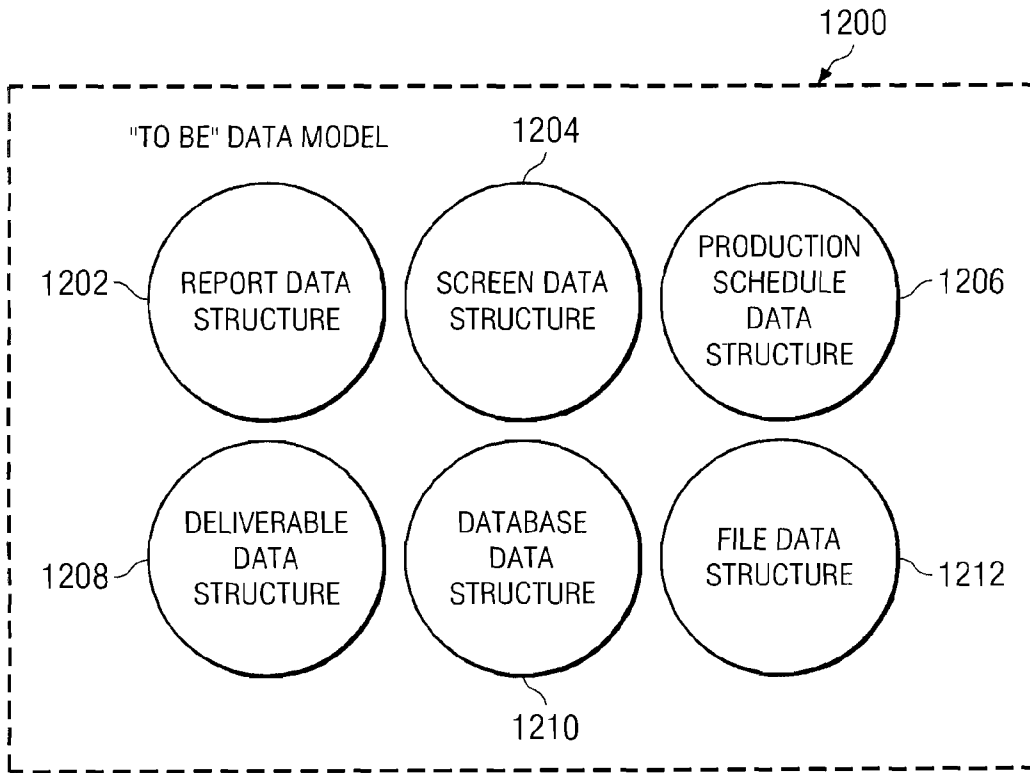 1200
"TO BE" DATA MODEL
1204
1202
REPORT DATA
STRUCTURE
SCREEN DATA
STRUCTURE
PRODUCTION
SCHEDULE
DATA
STRUCTURE
1206
1208
DELIVERABLE
DATA
STRUCTURE
DATABASE
DATA
STRUCTURE
FILE DATA
STRUCTURE
1212
1210